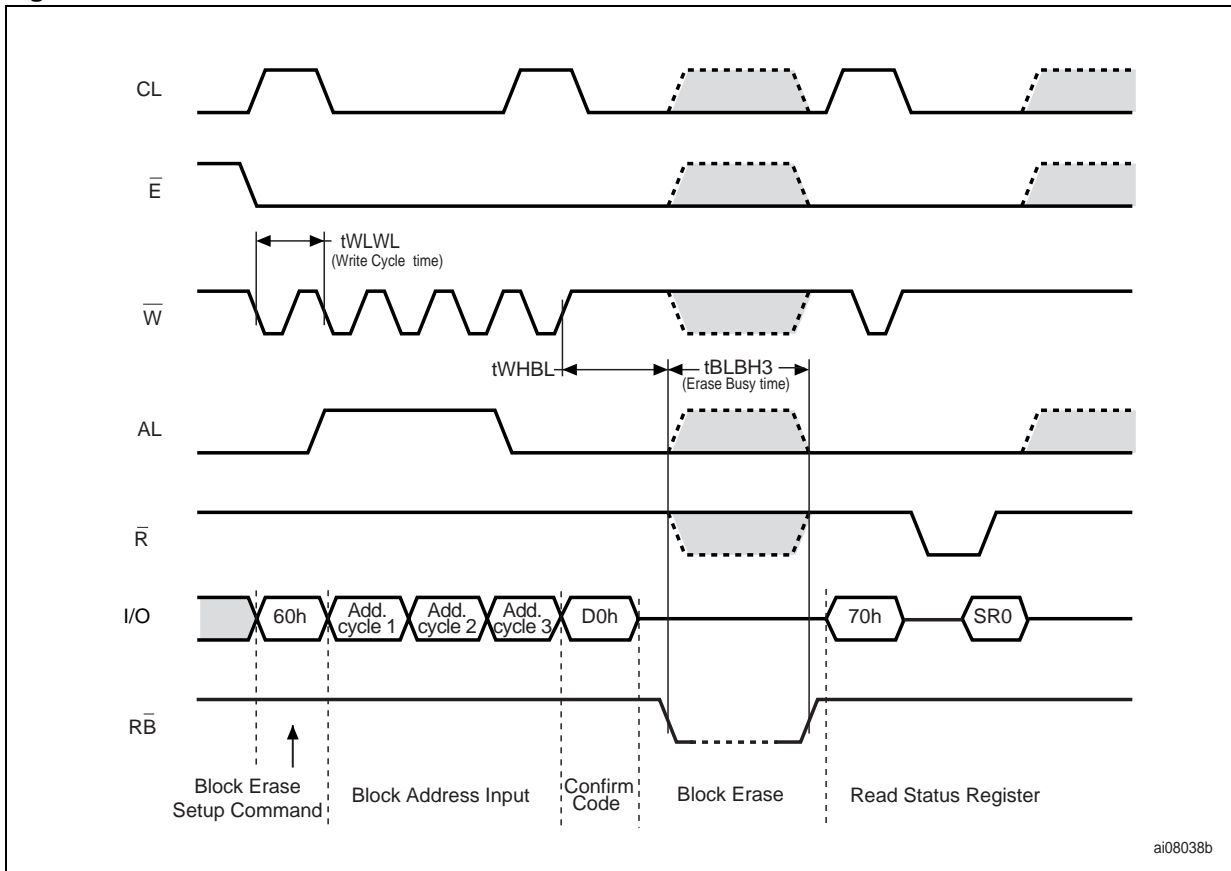 CL
E̅
tWLWL
(Write Cycle time)
W̅
tWHBL
tBLBH3
(Erase Busy time)
AL
R̅
I/O
60h
Add.
cycle 1
Add.
cycle 2
Add.
cycle 3
D0h
70h
SR0
RB̅
Block Erase
Setup Command
Block Address Input
Confirm
Code
Block Erase
Read Status Register
ai08038b